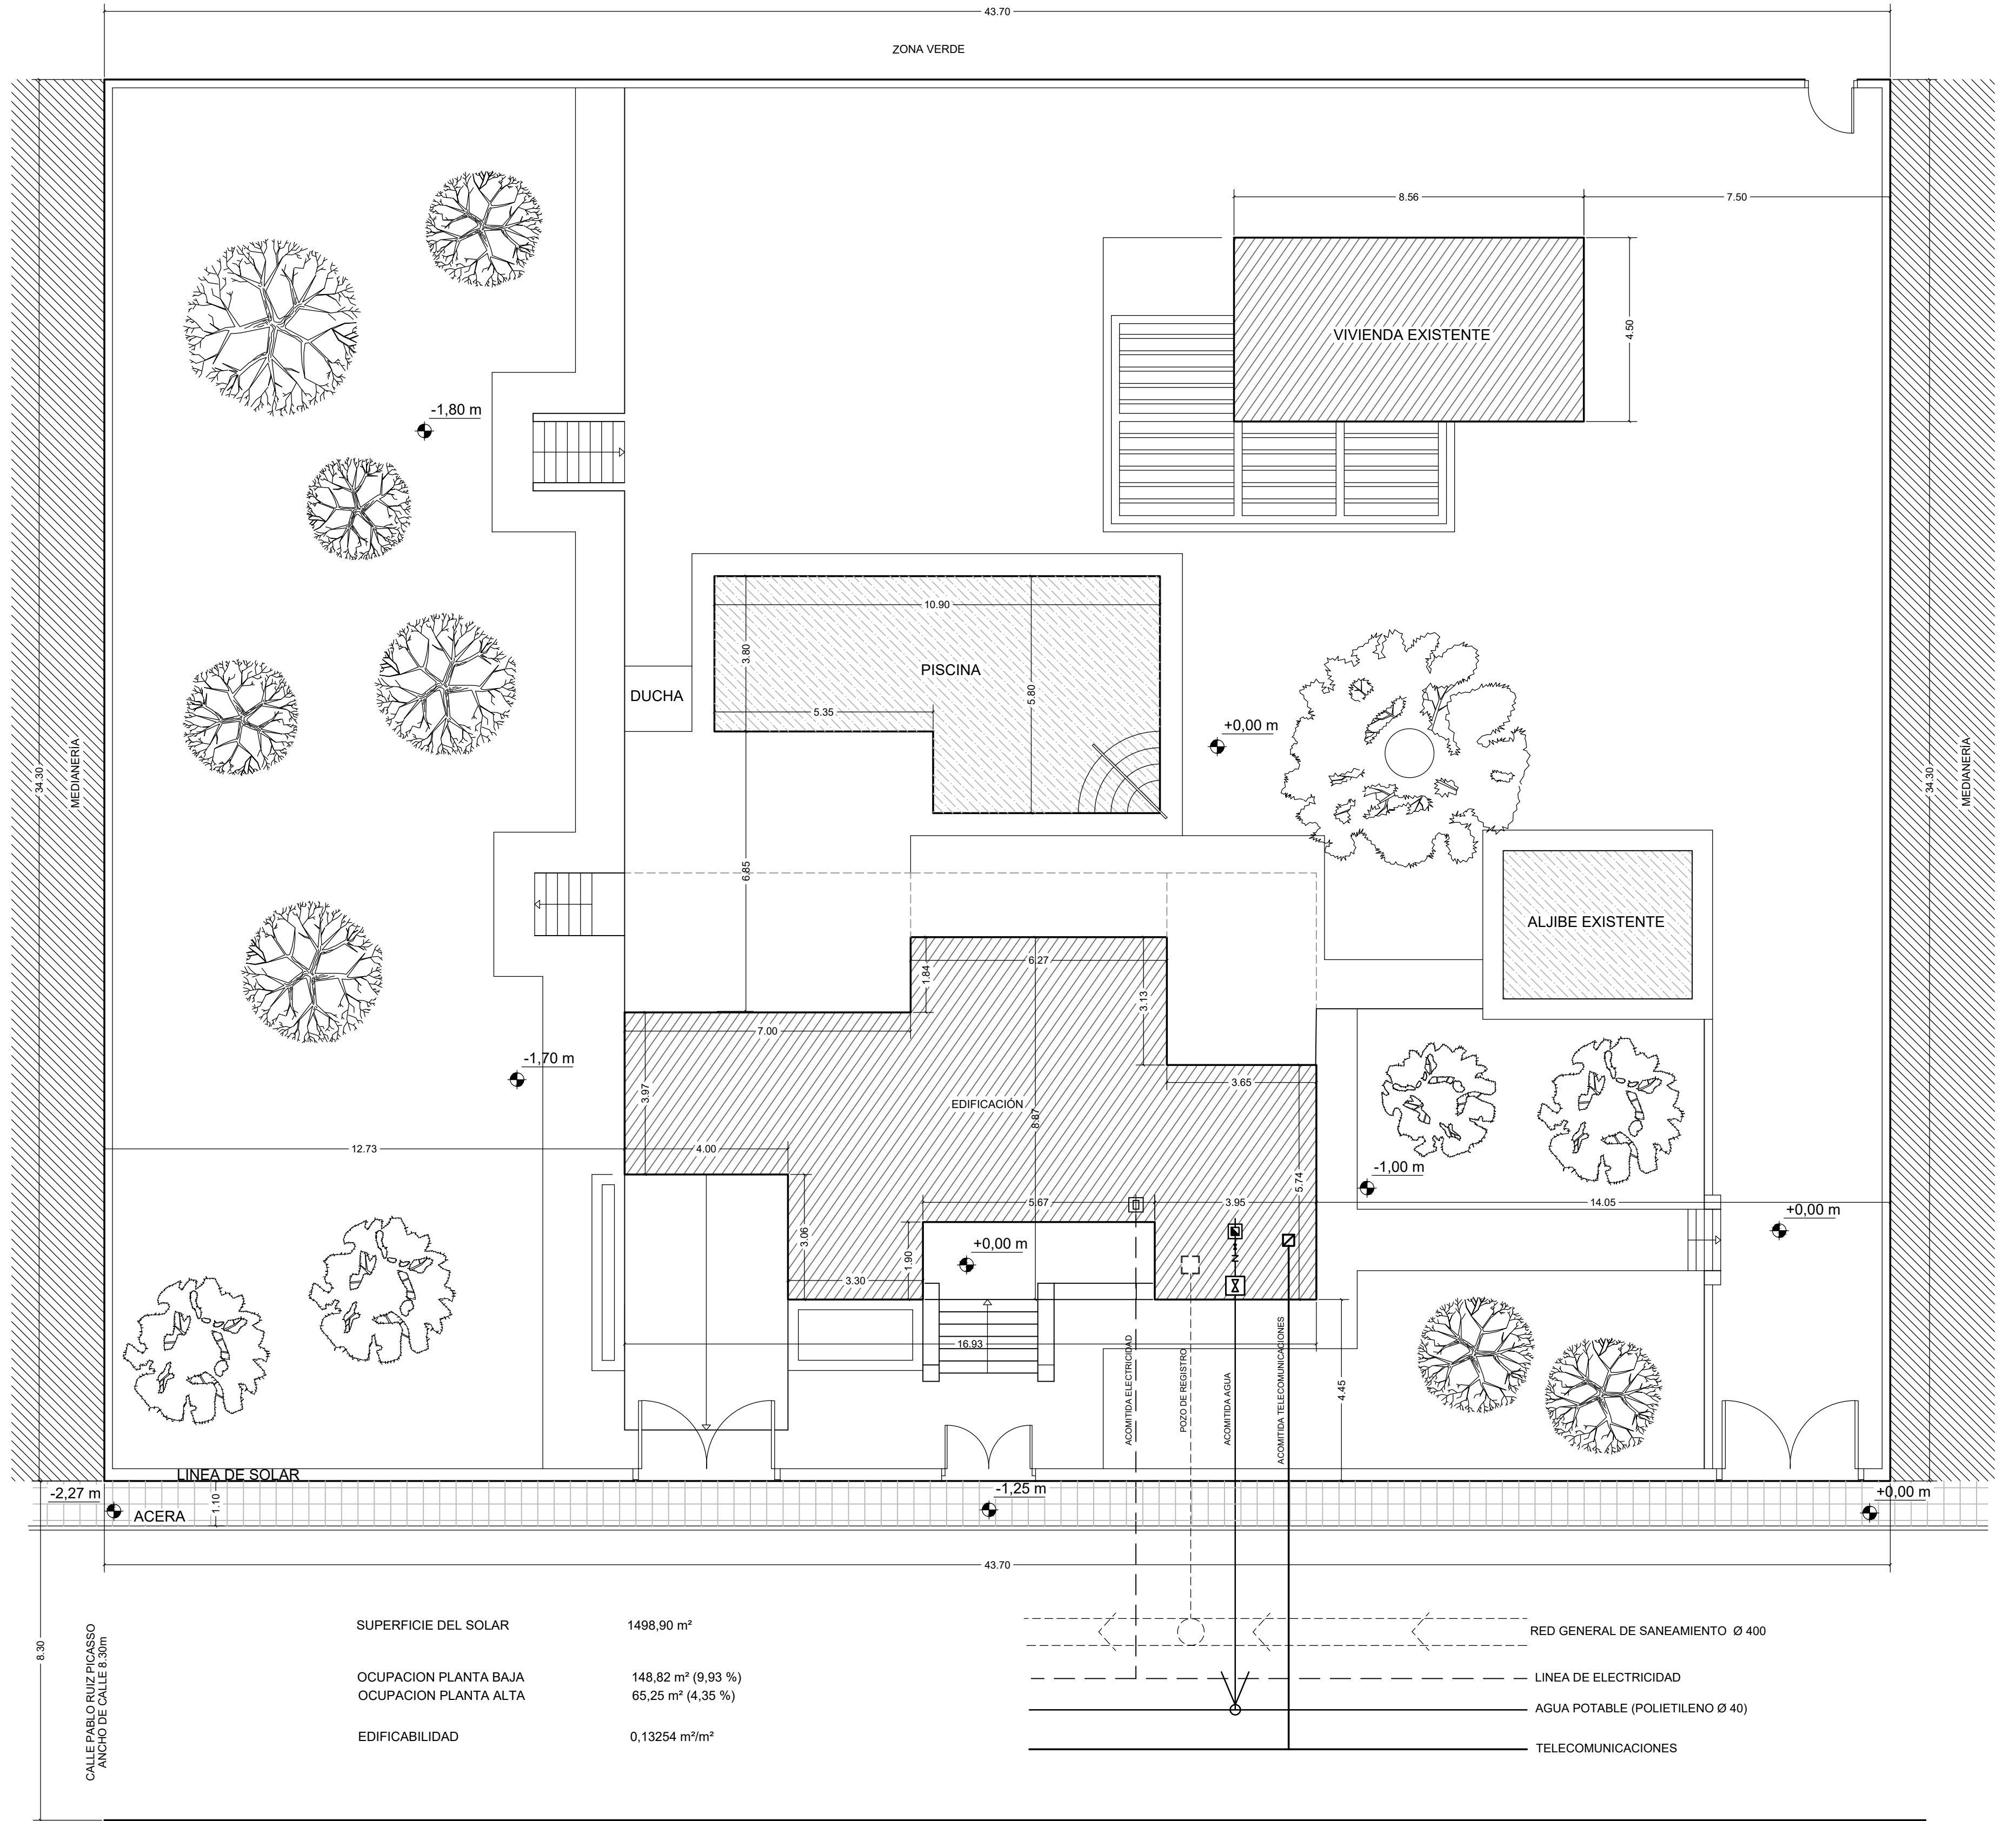 43.70
ZONA VERDE
8.56
7.50
VIVIENDA EXISTENTE
4.50
-1,80 m
10.90
3.80
PISCINA
DUCHA
5.35
5.80
+0,00 m
34.30
MEDIANERÍA
34.30
MEDIANERÍA
6.85
ALJIBE EXISTENTE
6.27
1.84
3.13
7.00
-1,70 m
3.65
3.97
EDIFICACIÓN
8.87
12.73
4.00
-1,00 m
5.74
5.67
3.95
14.05
+0,00 m
3.06
+0,00 m
1.90
3.30
16.93
4.45
ACOMITIDA ELECTRICIDAD
POZO DE REGISTRO
ACOMITIDA AGUA
ACOMITIDA TELECOMUNICACIONES
LINEA DE SOLAR
-2,27 m
1.10
ACERA
-1,25 m
+0,00 m
43.70
8.30
CALLE PABLO RUIZ PICASSO
ANCHO DE CALLE 8.30m
SUPERFICIE DEL SOLAR 1498,90 m²
OCUPACION PLANTA BAJA 148,82 m² (9,93 %)
OCUPACION PLANTA ALTA 65,25 m² (4,35 %)
EDIFICABILIDAD 0,13254 m²/m²
RED GENERAL DE SANEAMIENTO Ø 400
LINEA DE ELECTRICIDAD
AGUA POTABLE (POLIETILENO Ø 40)
TELECOMUNICACIONES